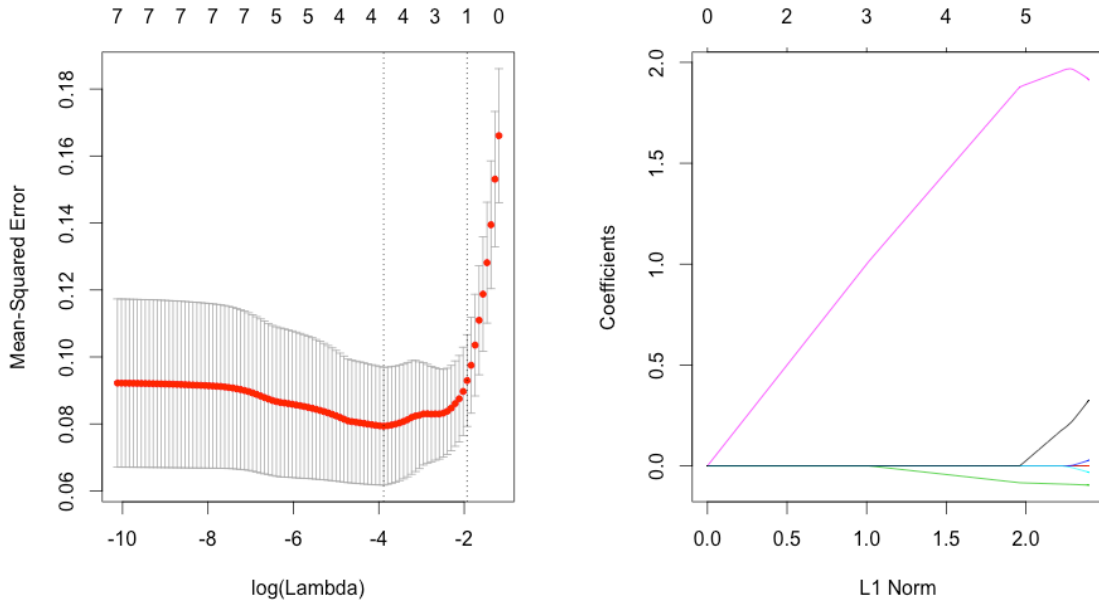 7 7 7 7 7 5 5 4 4 3 1 0
0.18
0.16
0.14
0.12
0.10
0.08
0.06
Mean-Squared Error
-10 -8 -6 -4 -2
log(Lambda)
0 2 3 4 5
2.0
1.5
1.0
0.5
0.0
Coefficients
0.0 0.5 1.0 1.5 2.0
L1 Norm